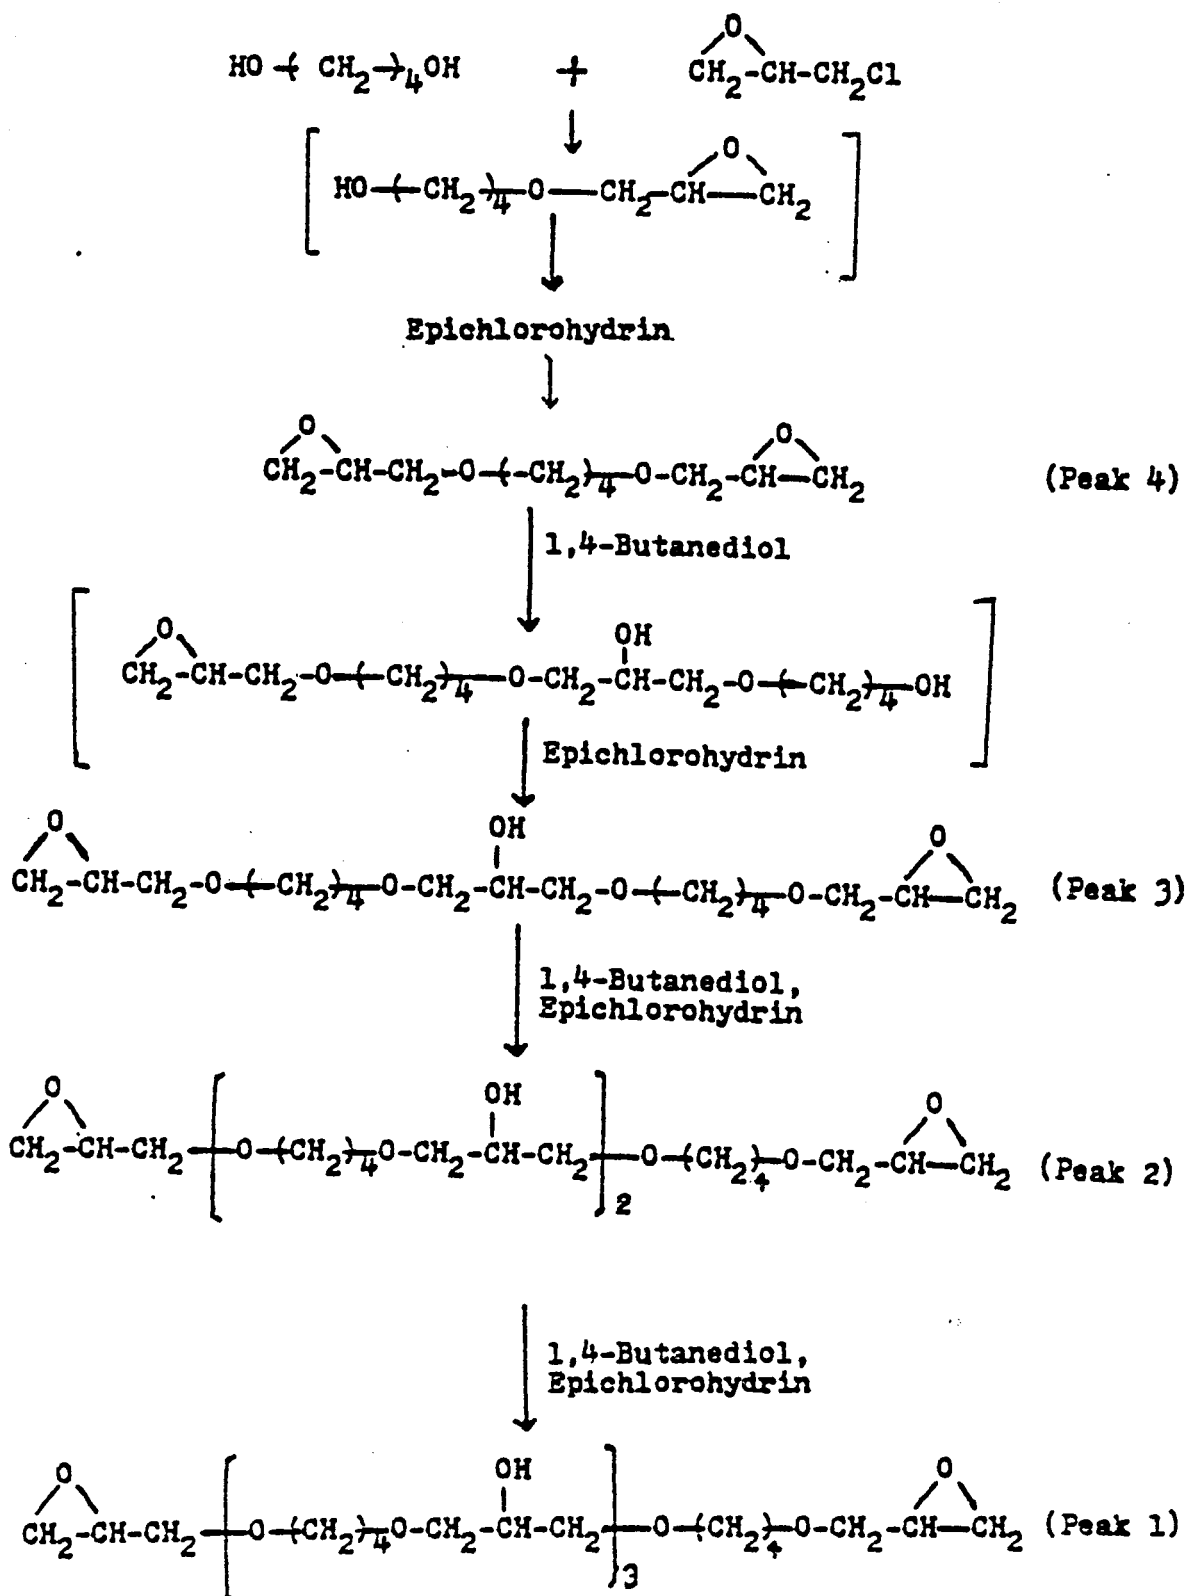 HO-(CH₂)₄OH + CH₂-CH-CH₂Cl
O
[HO-(CH₂)₄-O-CH₂-CH-CH₂]
O
Epichlorohydrin
O O
CH₂-CH-CH₂-O-(-CH₂)₄-O-CH₂-CH-CH₂ (Peak 4)
1,4-Butanediol
O OH
[CH₂-CH-CH₂-O-(CH₂)₄-O-CH₂-CH-CH₂-O-(CH₂)₄-OH]
Epichlorohydrin
O OH O
CH₂-CH-CH₂-O-(CH₂)₄-O-CH₂-CH-CH₂-O-(CH₂)₄-O-CH₂-CH-CH₂ (Peak 3)
1,4-Butanediol,
Epichlorohydrin
O OH O
CH₂-CH-CH₂-[O-(CH₂)₄O-CH₂-CH-CH₂]₂-O-(CH₂)₄-O-CH₂-CH-CH₂ (Peak 2)
1,4-Butanediol,
Epichlorohydrin
O OH O
CH₂-CH-CH₂-[O-(CH₂)₄-O-CH₂-CH-CH₂]₃-O-(CH₂)₄-O-CH₂-CH-CH₂ (Peak 1)